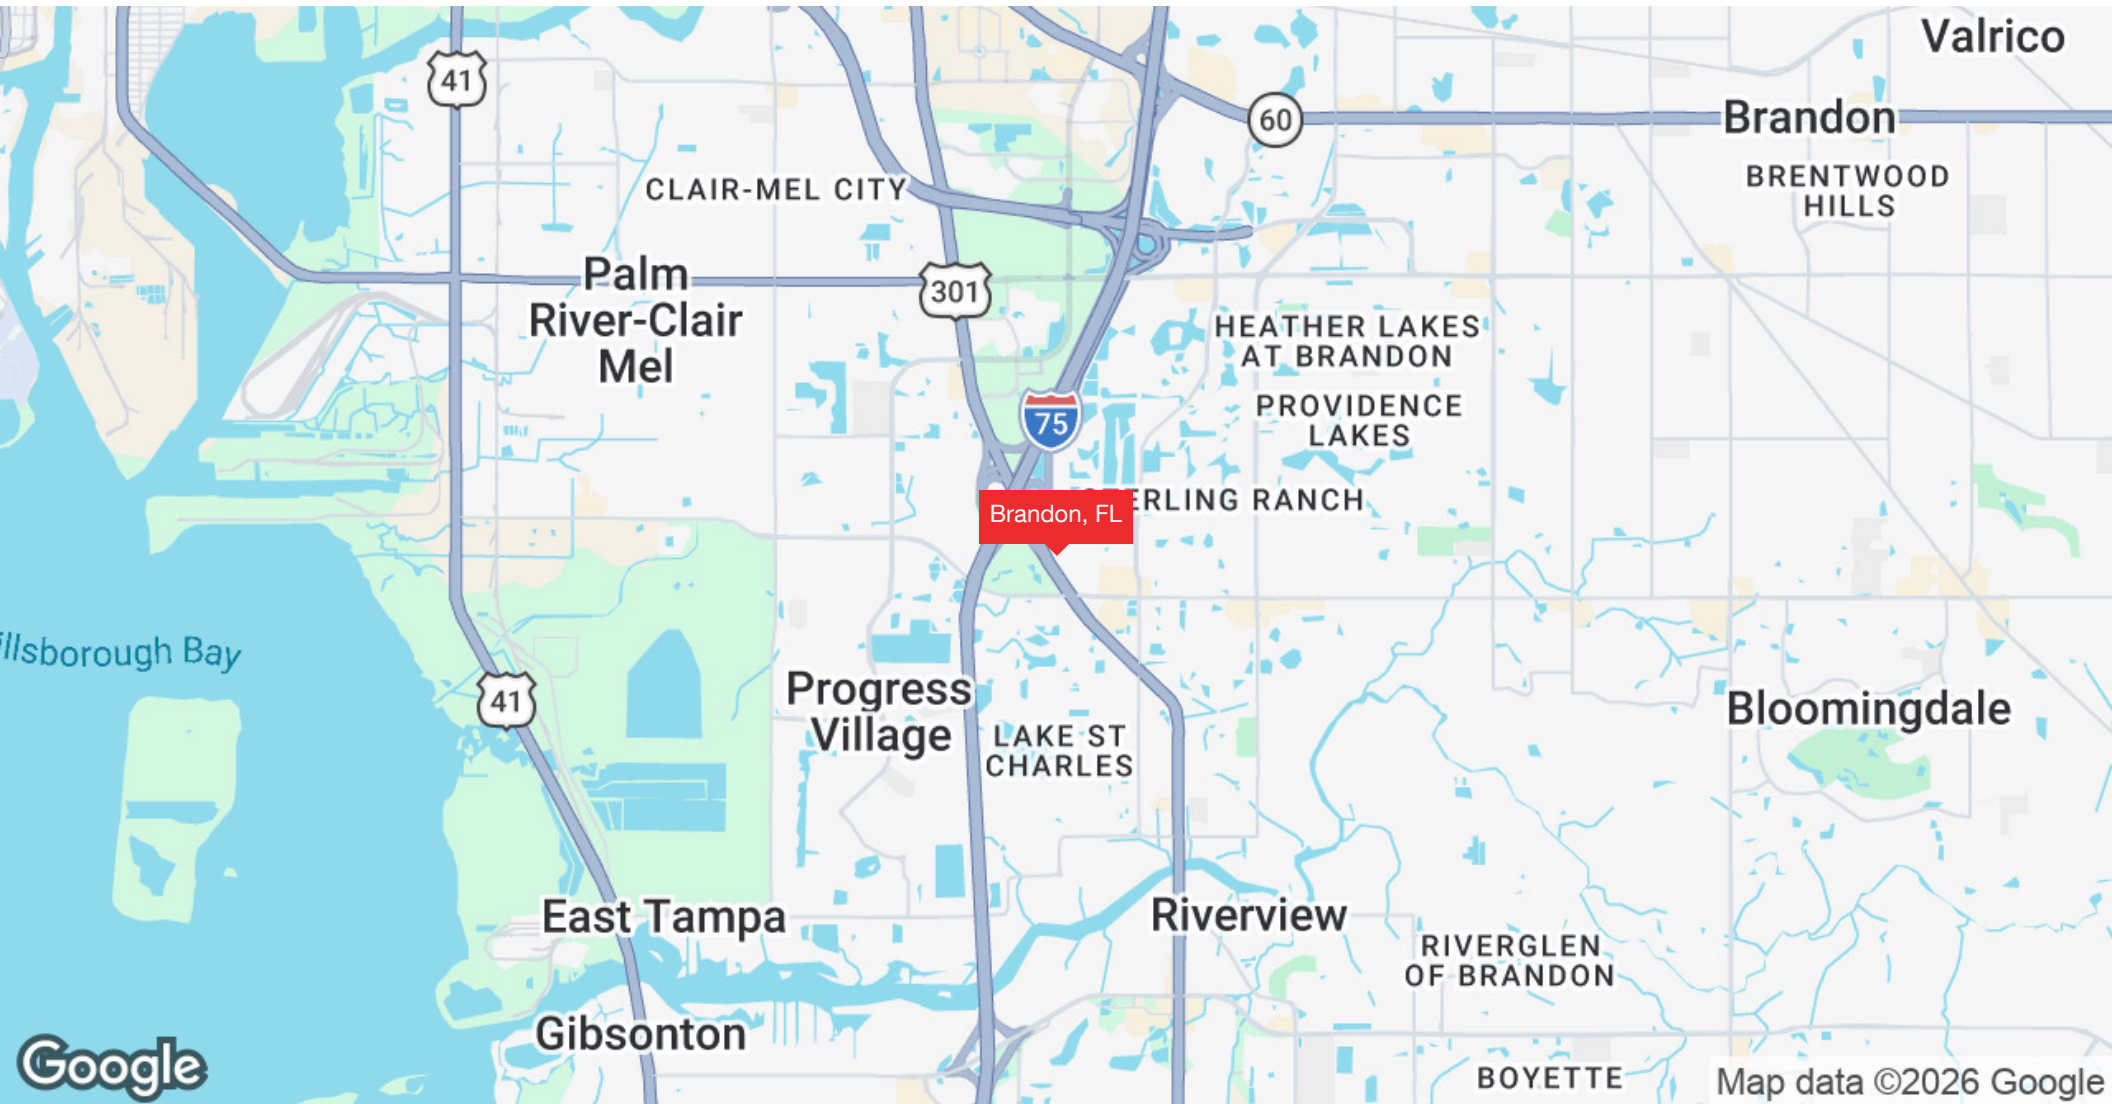 Valrico
41
60
Brandon
CLAIR-MEL CITY
BRENTWOOD
HILLS
Palm
River-Clair
Mel
301
HEATHER LAKES
AT BRANDON
75
PROVIDENCE
LAKES
ERLING RANCH
Brandon, FL
Bay
41
Progress
Village
Bloomingdale
LAKE ST
CHARLES
East Tampa
Riverview
RIVERGLEN
OF BRANDON
Gibsonton
Google
BOYETTE
Map data ©2026 Google